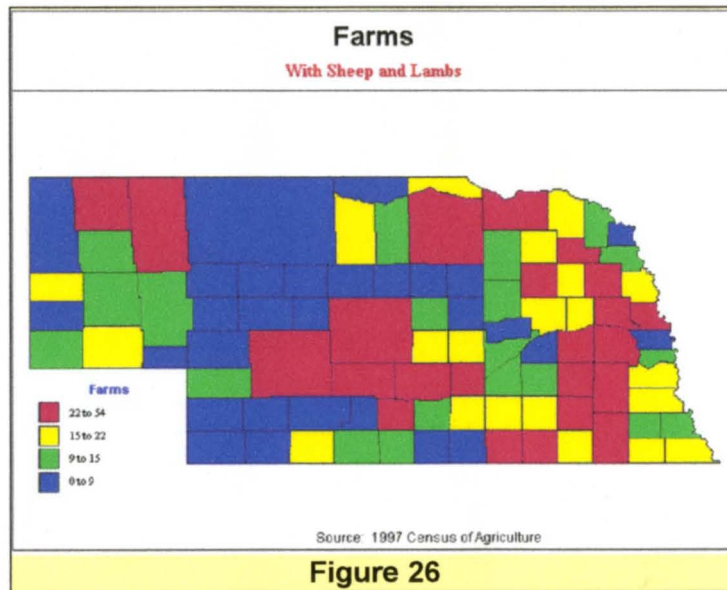 Farms
With Sheep and Lambs
Farms
22 to 54
15 to 22
9 to 15
0 to 9
Source: 1997 Census of Agriculture
Figure 26